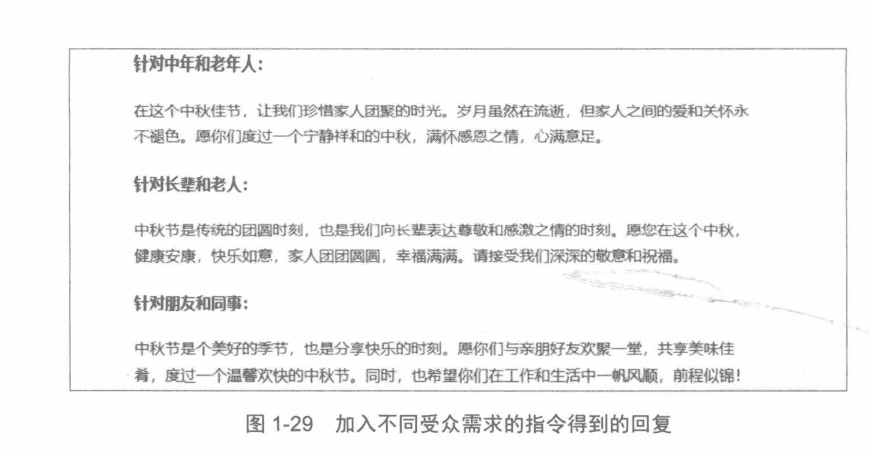 针对中年和老年人：
在这个中秋佳节，让我们珍惜家人团聚的时光。岁月虽然在流逝，但家人之间的爱和关怀永
不褪色。愿你们度过一个宁静祥和的中秋，满怀感恩之情，心满意足。
针对长辈和老人：
中秋节是传统的团圆时刻，也是我们向长辈表达尊敬和感激之情的时刻。愿您在这个中秋，
健康安康，快乐如意，家人团团圆圆，幸福满满。请接受我们深深的敬意和祝福。
针对朋友和同事：
中秋节是个美好的季节，也是分享快乐的时刻。愿你们与亲朋好友欢聚一堂，共享美味佳
肴，度过一个温馨欢快的中秋节。同时，也希望你们在工作和生活中一帆风顺，前程似锦！
图 1-29 加入不同受众需求的指令得到的回复